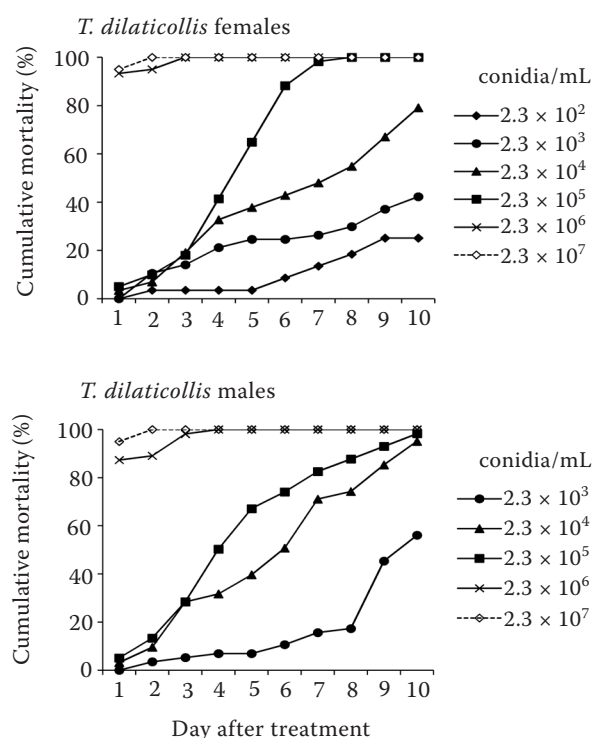 T. dilaticollis females
Cumulative mortality (%)
100
80
60
40
20
0
1 2 3 4 5 6 7 8 9 10
conidia/mL
2.3 × 10²
2.3 × 10³
2.3 × 10⁴
2.3 × 10⁵
2.3 × 10⁶
2.3 × 10⁷
T. dilaticollis males
Cumulative mortality (%)
100
80
60
40
20
0
1 2 3 4 5 6 7 8 9 10
Day after treatment
conidia/mL
2.3 × 10³
2.3 × 10⁴
2.3 × 10⁵
2.3 × 10⁶
2.3 × 10⁷